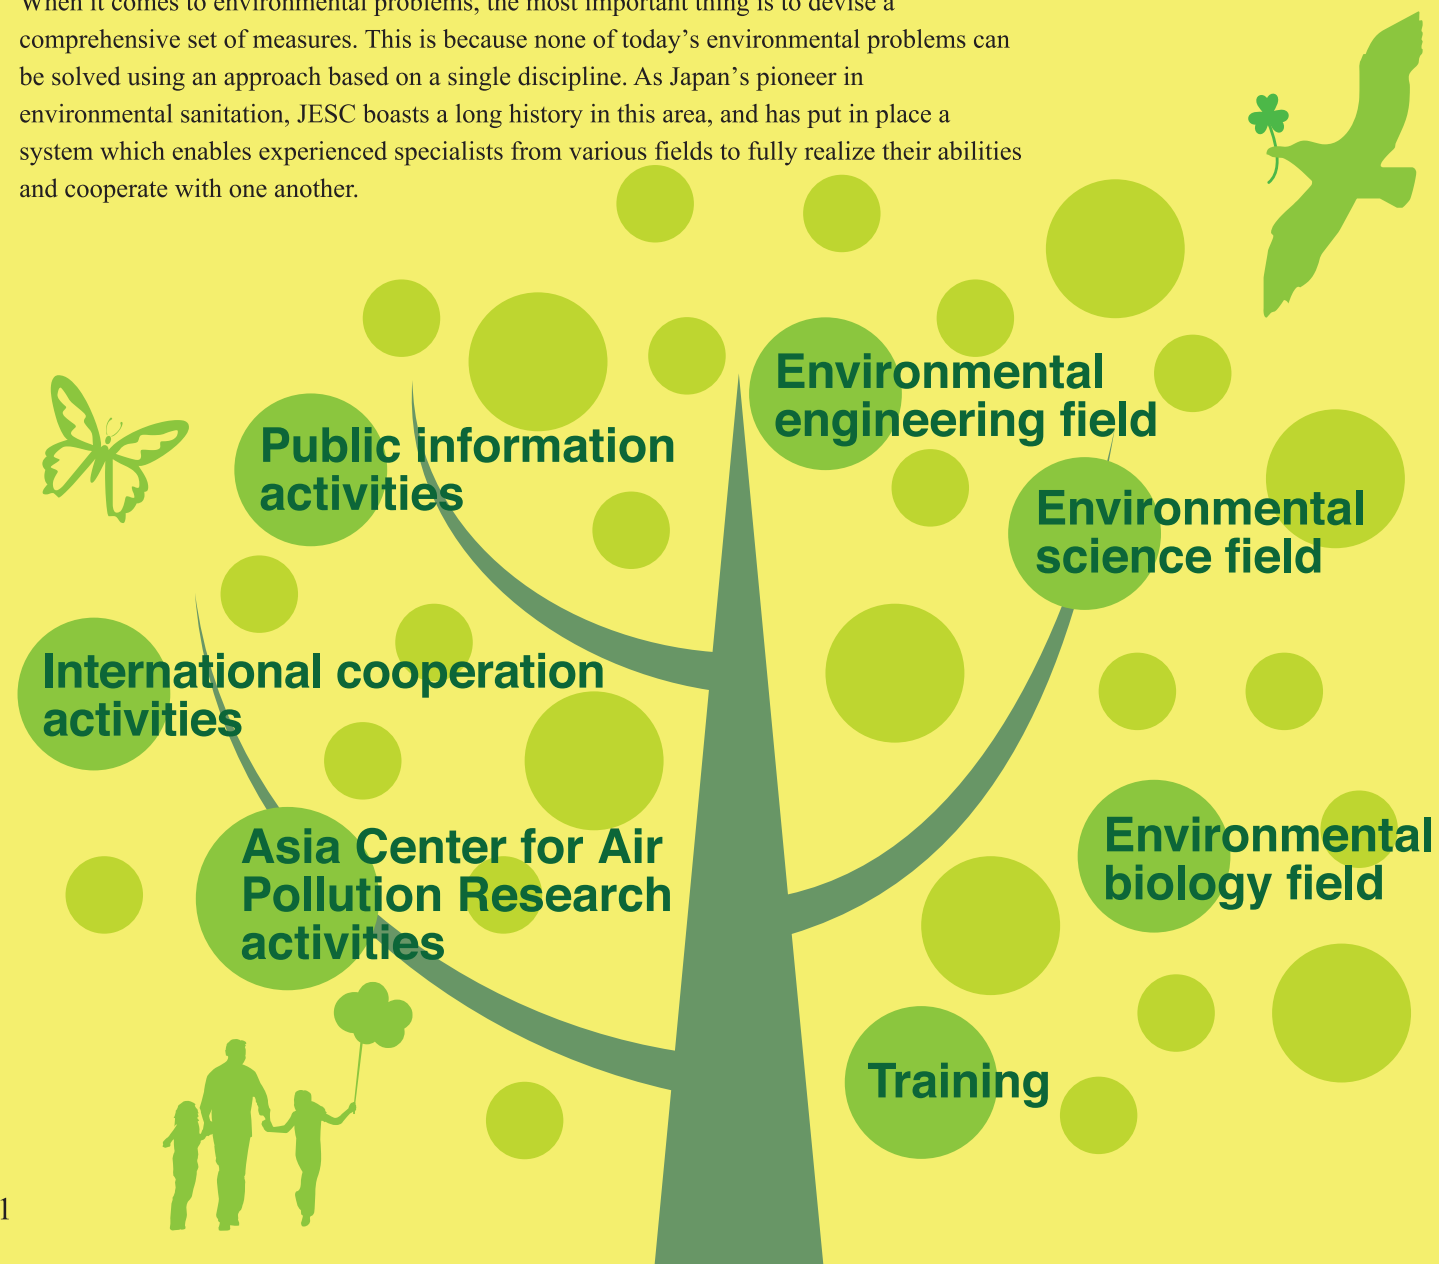 When it comes to environmental problems, the most important thing is to devise a
comprehensive set of measures. This is because none of today’s environmental problems can
be solved using an approach based on a single discipline. As Japan’s pioneer in
environmental sanitation, JESC boasts a long history in this area, and has put in place a
system which enables experienced specialists from various fields to fully realize their abilities
and cooperate with one another.
Environmental
engineering field
Public information
activities
Environmental
science field
International cooperation
activities
Asia Center for Air
Pollution Research
activities
Environmental
biology field
Training
1